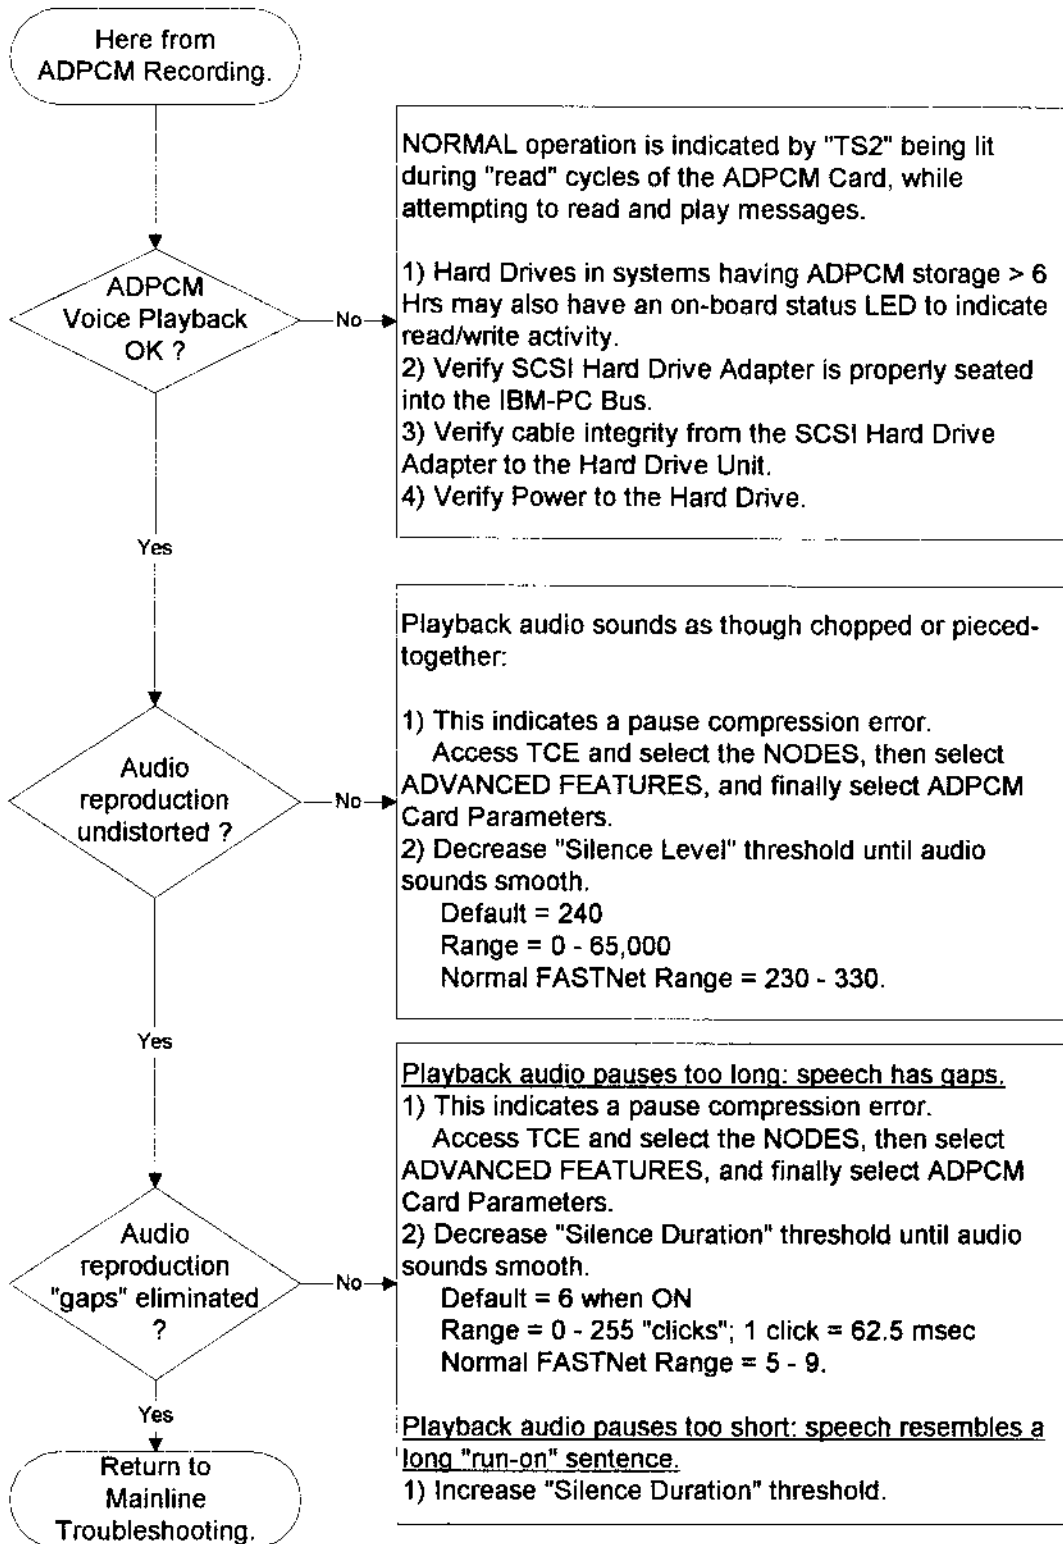 Here from
ADPCM Recording.
NORMAL operation is indicated by "TS2" being lit
during "read" cycles of the ADPCM Card, while
attempting to read and play messages.
1) Hard Drives in systems having ADPCM storage > 6
Hrs may also have an on-board status LED to indicate
read/write activity.
2) Verify SCSI Hard Drive Adapter is properly seated
into the IBM-PC Bus.
3) Verify cable integrity from the SCSI Hard Drive
Adapter to the Hard Drive Unit.
4) Verify Power to the Hard Drive.
ADPCM
Voice Playback
OK ?
No
Yes
Playback audio sounds as though chopped or pieced-
together:
1) This indicates a pause compression error.
Access TCE and select the NODES, then select
ADVANCED FEATURES, and finally select ADPCM
Card Parameters.
2) Decrease "Silence Level" threshold until audio
sounds smooth.
Default = 240
Range = 0 - 65,000
Normal FASTNet Range = 230 - 330.
Audio
reproduction
undistorted ?
No
Yes
Playback audio pauses too long: speech has gaps.
1) This indicates a pause compression error.
Access TCE and select the NODES, then select
ADVANCED FEATURES, and finally select ADPCM
Card Parameters.
2) Decrease "Silence Duration" threshold until audio
sounds smooth.
Default = 6 when ON
Range = 0 - 255 "clicks"; 1 click = 62.5 msec
Normal FASTNet Range = 5 - 9.
Playback audio pauses too short: speech resembles a
long "run-on" sentence.
1) Increase "Silence Duration" threshold.
Audio
reproduction
"gaps" eliminated
?
No
Yes
Return to
Mainline
Troubleshooting.